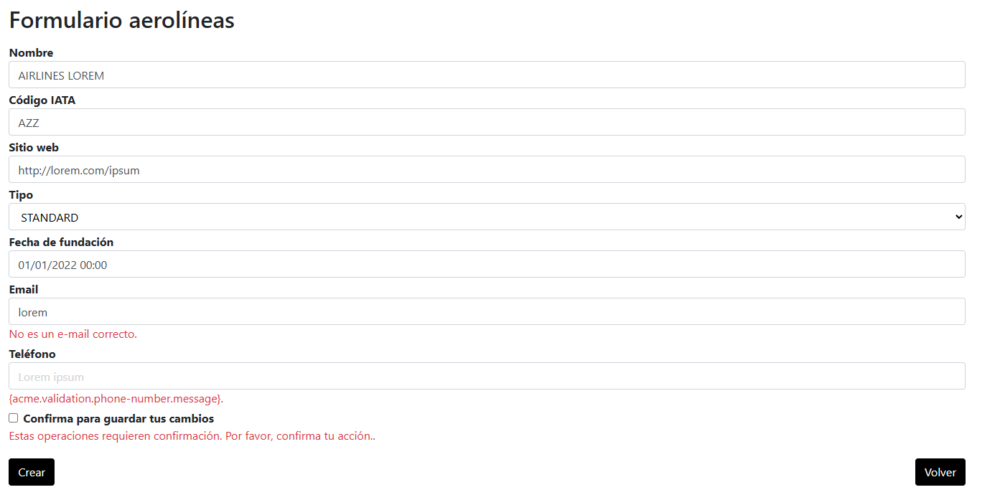 Formulario aerolíneas
Nombre
AIRLINES LOREM
Código IATA
AZZ
Sitio web
http://lorem.com/ipsum
Tipo
STANDARD
Fecha de fundación
01/01/2022 00:00
Email
lorem
No es un e-mail correcto.
Teléfono
Lorem ipsum
{acme.validation.phone-number.message}.
Confirma para guardar tus cambios
Estas operaciones requieren confirmación. Por favor, confirma tu acción..
Crear Volver